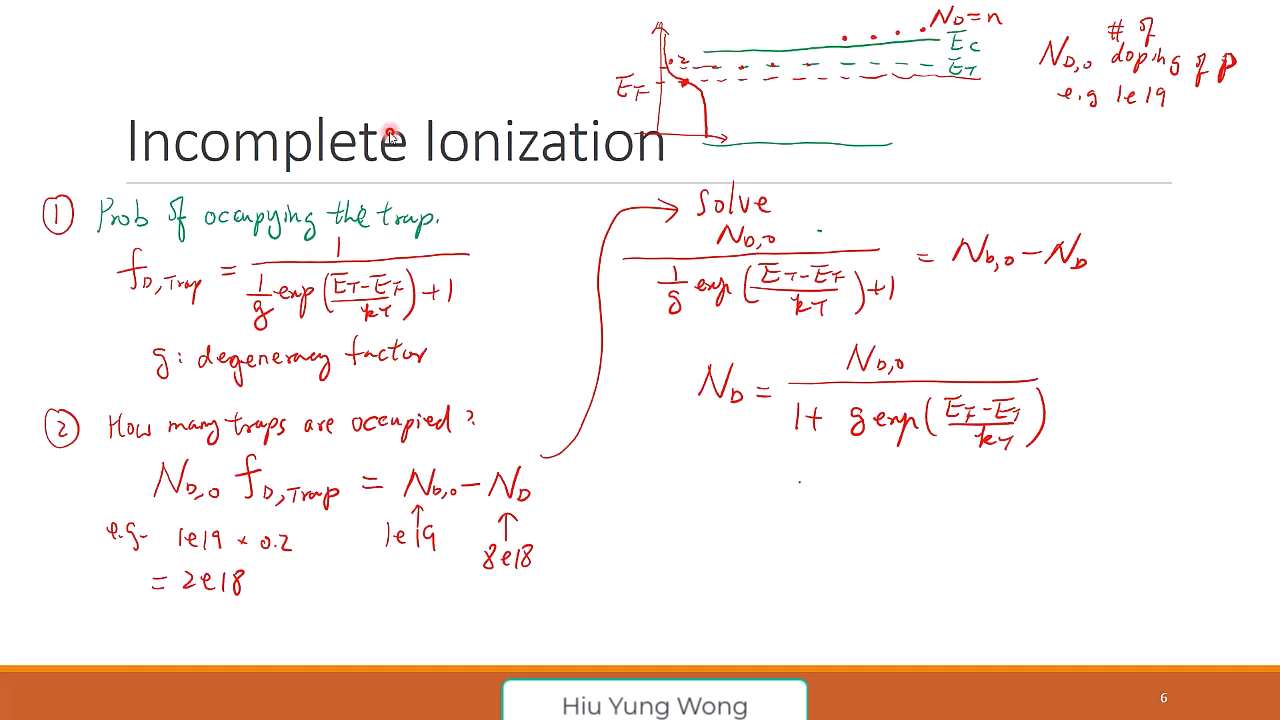 N_D = n
E_C
0.2
E_T
E_F
N_D,0 # of doping of P
e.g 1e19
Incomplete Ionization
① Prob of occupying the trap.
f_D,Trap = 1 / (1/g exp((E_T - E_F)/kT) + 1)
g: degeneracy factor
② How many traps are occupied?
N_D,0 f_D,Trap = N_D,0 - N_D
e.g. 1e19 * 0.2
1e19
8e18
= 2e18
Solve
N_D,0 / (1/g exp((E_T - E_F)/kT) + 1) = N_D,0 - N_D
N_D = N_D,0 / (1 + g exp((E_F - E_T)/kT))
6
Hiu Yung Wong